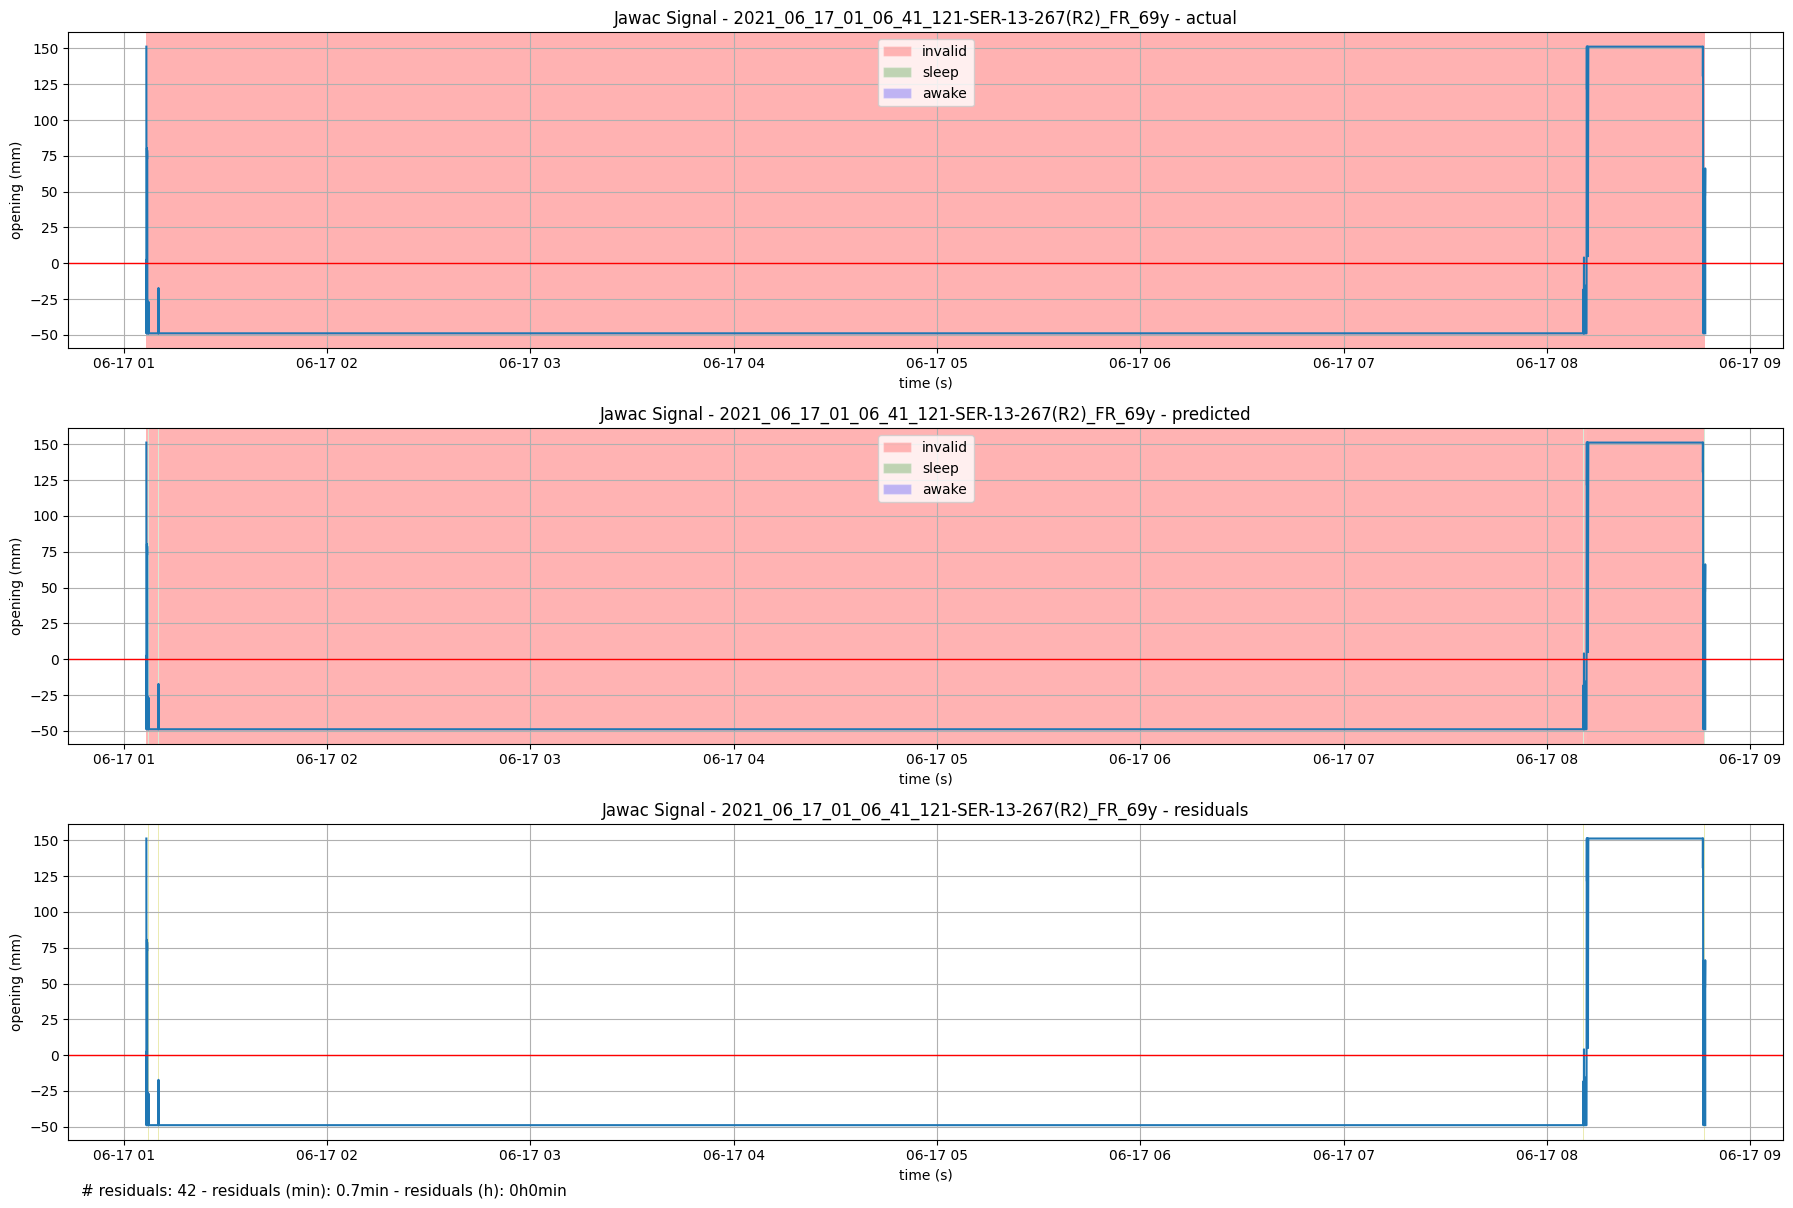 Jawac Signal - 2021_06_17_01_06_41_121-SER-13-267(R2)_FR_69y - actual
invalid
sleep
awake
opening (mm)
150
125
100
75
50
25
0
−25
−50
06-17 01 06-17 02 06-17 03 06-17 04 06-17 05 06-17 06 06-17 07 06-17 08 06-17 09
time (s)
Jawac Signal - 2021_06_17_01_06_41_121-SER-13-267(R2)_FR_69y - predicted
invalid
sleep
awake
opening (mm)
150
125
100
75
50
25
0
−25
−50
06-17 01 06-17 02 06-17 03 06-17 04 06-17 05 06-17 06 06-17 07 06-17 08 06-17 09
time (s)
Jawac Signal - 2021_06_17_01_06_41_121-SER-13-267(R2)_FR_69y - residuals
opening (mm)
150
125
100
75
50
25
0
−25
−50
06-17 01 06-17 02 06-17 03 06-17 04 06-17 05 06-17 06 06-17 07 06-17 08 06-17 09
time (s)
# residuals: 42 - residuals (min): 0.7min - residuals (h): 0h0min